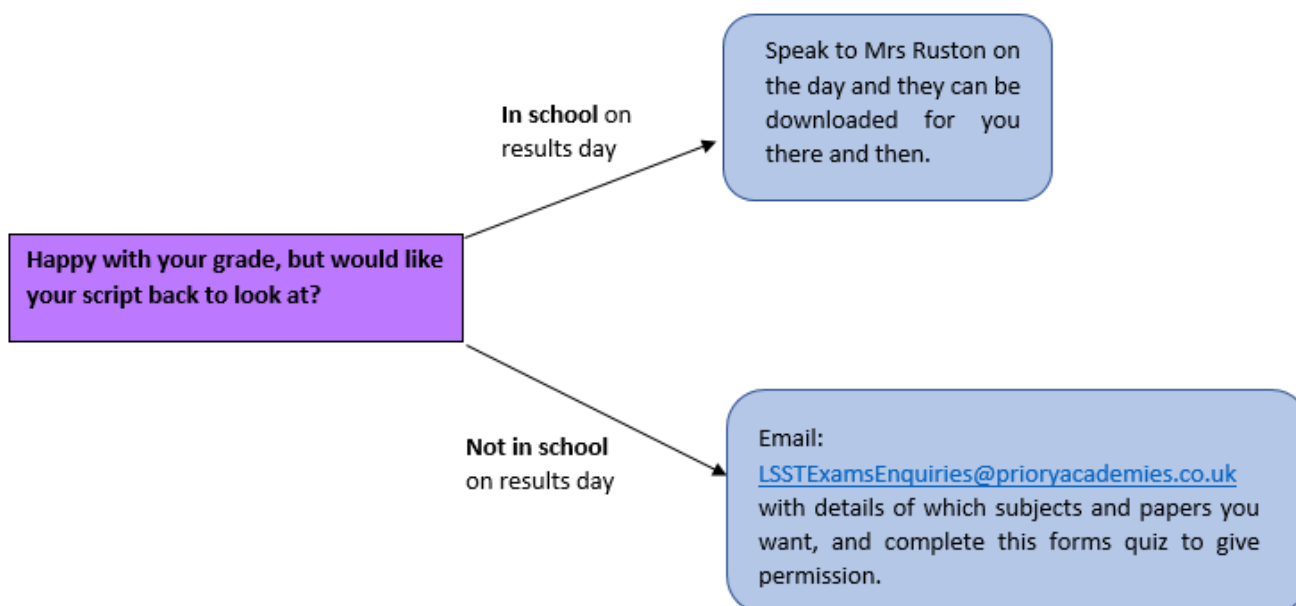 Speak to Mrs Ruston on
the day and they can be
downloaded for you
there and then.
In school on
results day
Happy with your grade, but would like
your script back to look at?
Not in school
on results day
Email:
LSSTExamsEnquiries@prioryacademies.co.uk
with details of which subjects and papers you
want, and complete this forms quiz to give
permission.